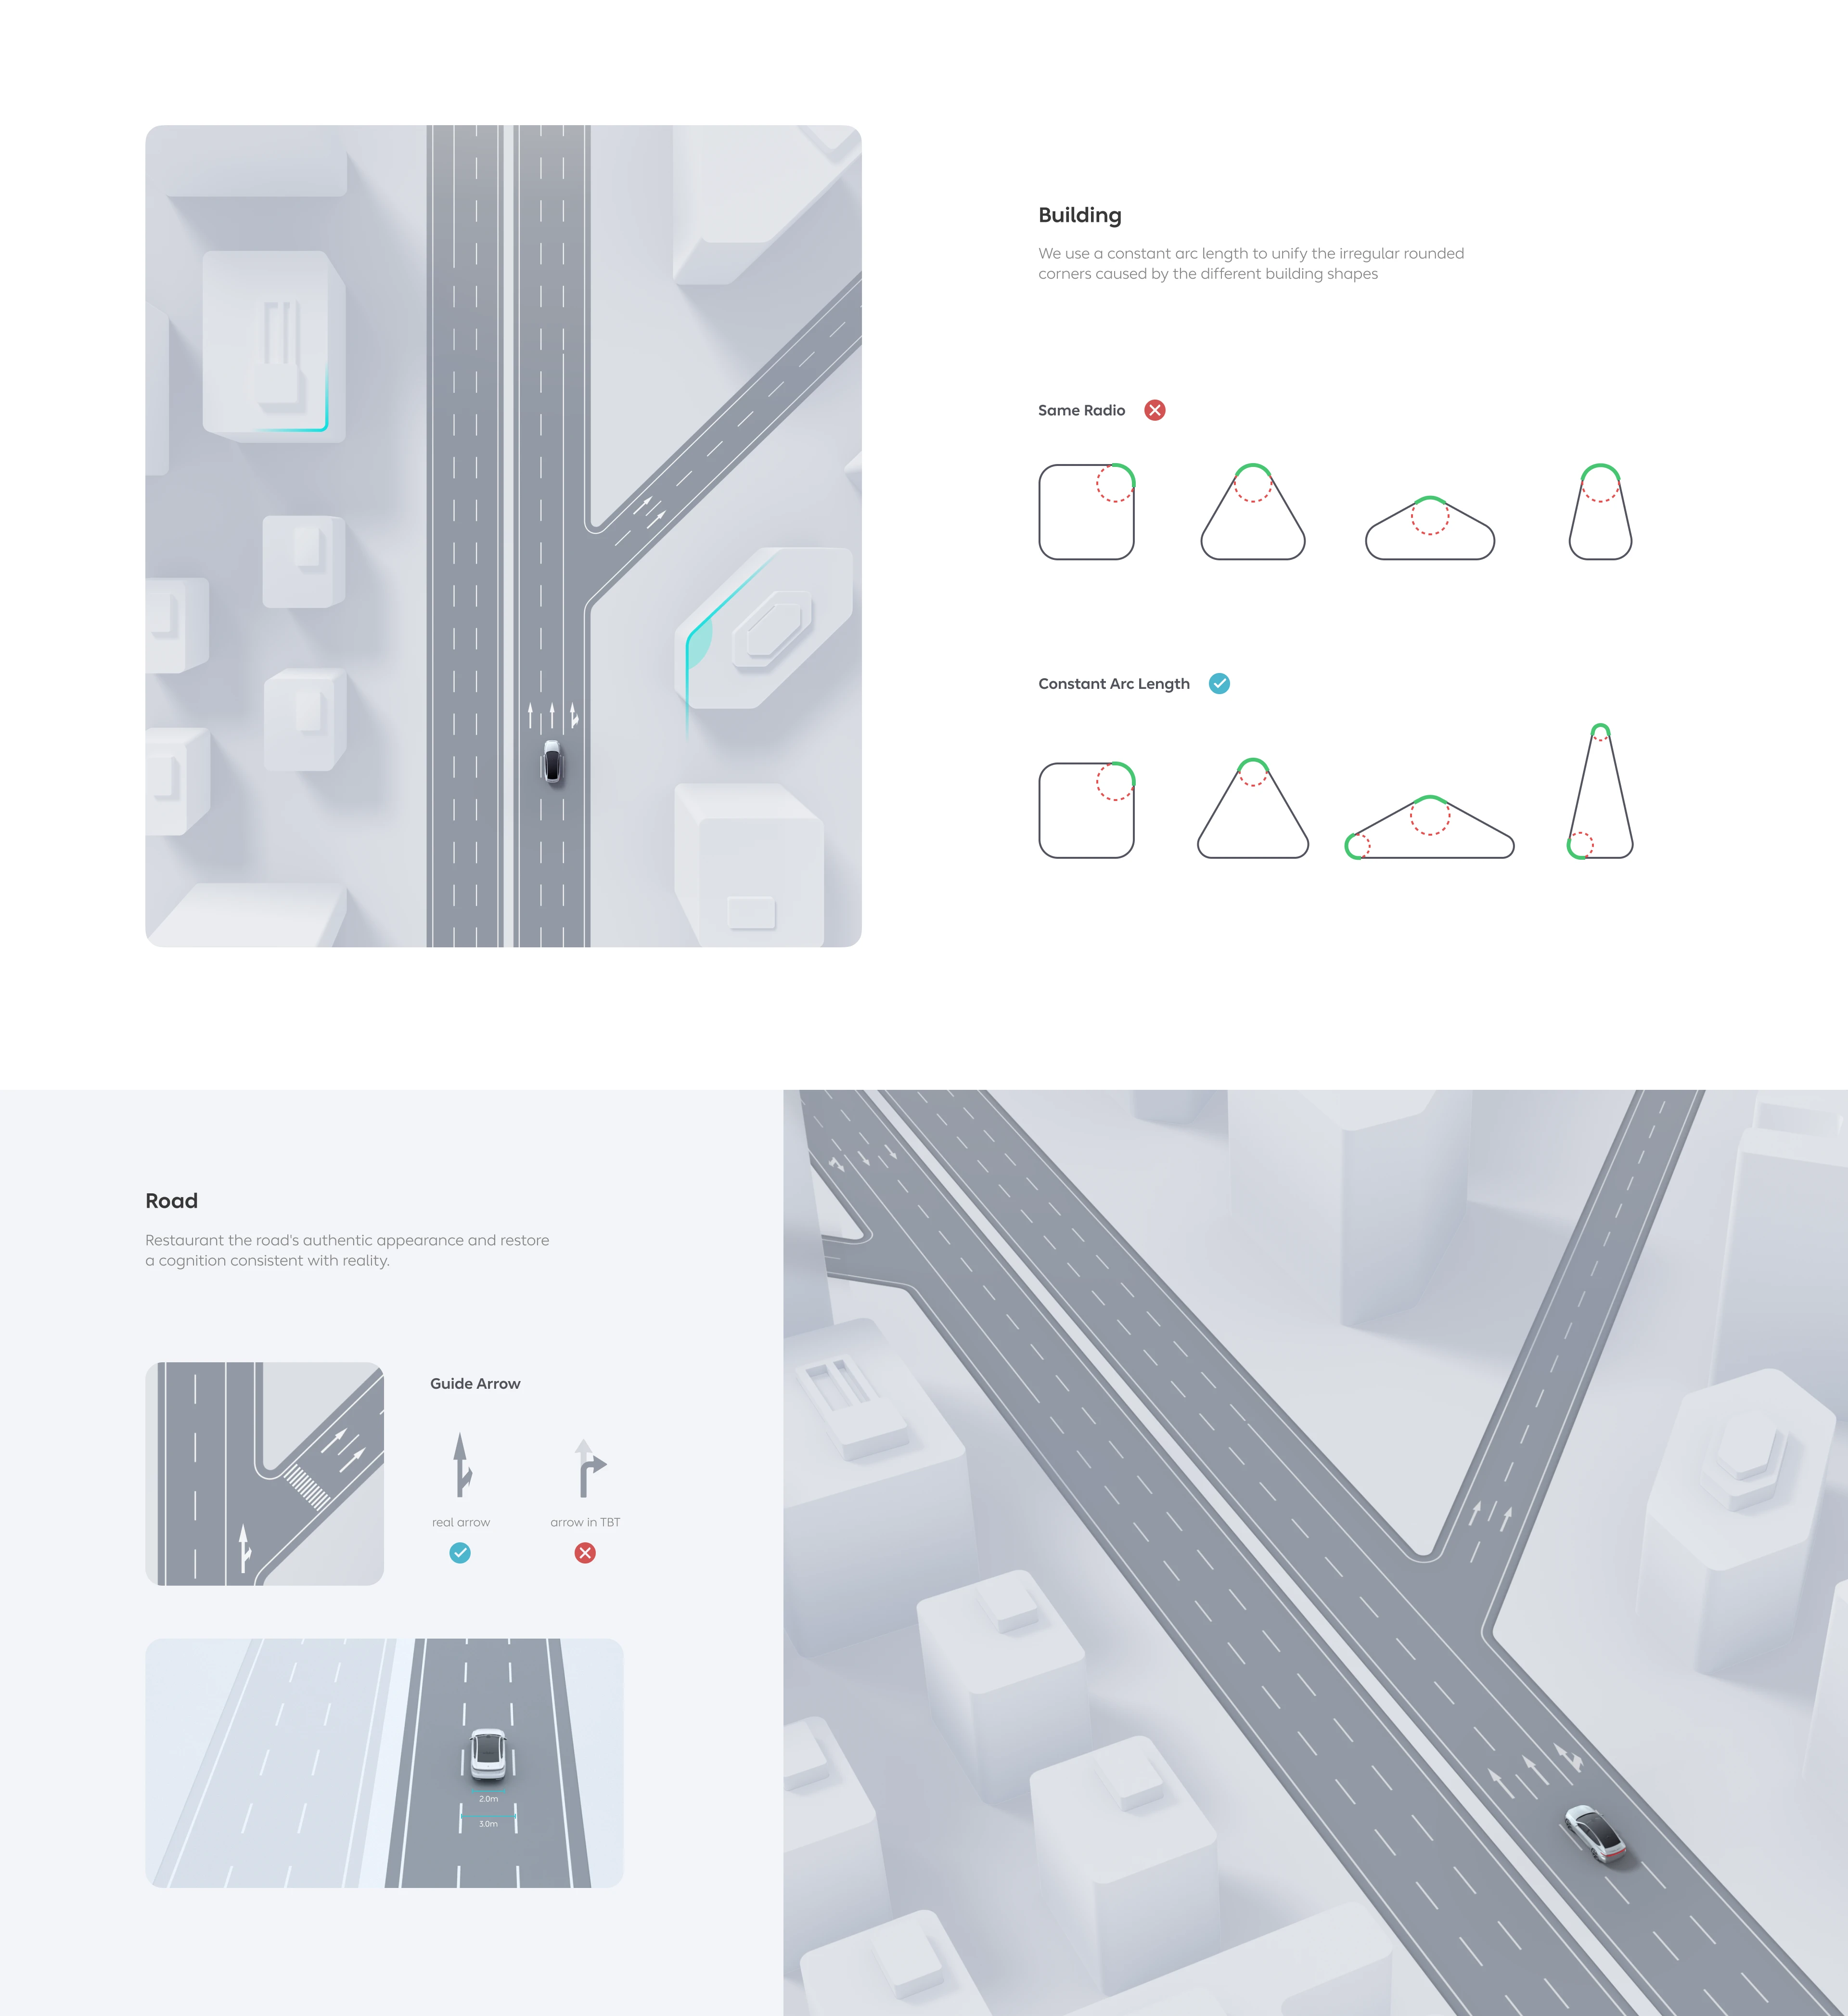 Building
We use a constant arc length to unify the irregular rounded
corners caused by the different building shapes
Same Radio
Constant Arc Length
Road
Restaurant the road's authentic appearance and restore
a cognition consistent with reality.
Guide Arrow
real arrow
arrow in TBT
2.0m
3.0m